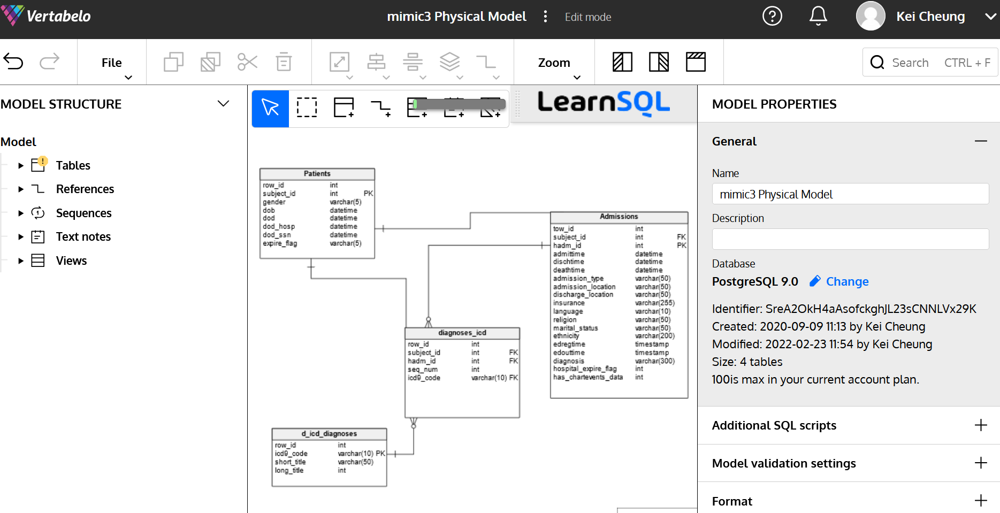 Vertabelo
mimic3 Physical Model
Edit mode
Kei Cheung
File
Zoom
Search CTRL + F
MODEL STRUCTURE
Model
Tables
References
Sequences
Text notes
Views
LearnSQL
Patients
row_id int
subject_id int PK
gender varchar(5)
dob datetime
dod datetime
dod_hosp datetime
dod_ssn datetime
expire_flag varchar(5)
Admissions
tow_id int
subject_id int FK
hadm_id int PK
admittime datetime
dischtime datetime
deathtime datetime
admission_type varchar(50)
admission_location varchar(50)
discharge_location varchar(50)
insurance varchar(255)
language varchar(10)
religion varchar(50)
marital_status varchar(50)
ethnicity varchar(200)
edregtime timestamp
edouttime timestamp
diagnosis varchar(300)
hospital_expire_flag int
has_chartevents_data int
diagnoses_icd
row_id int
subject_id int FK
hadm_id int FK
seq_num int
icd9_code varchar(10) FK
d_icd_diagnoses
row_id int
icd9_code varchar(10) PK
short_title varchar(50)
long_title int
MODEL PROPERTIES
General
Name
mimic3 Physical Model
Description
Database
PostgreSQL 9.0 Change
Identifier: SreA2OkH4aAsofckghJL23sCNNLVx29K
Created: 2020-09-09 11:13 by Kei Cheung
Modified: 2022-02-23 11:54 by Kei Cheung
Size: 4 tables
100is max in your current account plan.
Additional SQL scripts
Model validation settings
Format